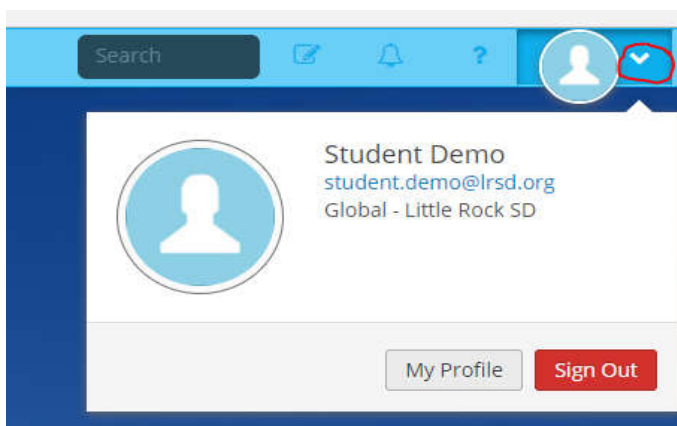 Search
?
Student Demo
student.demo@lrsd.org
Global - Little Rock SD
My Profile
Sign Out